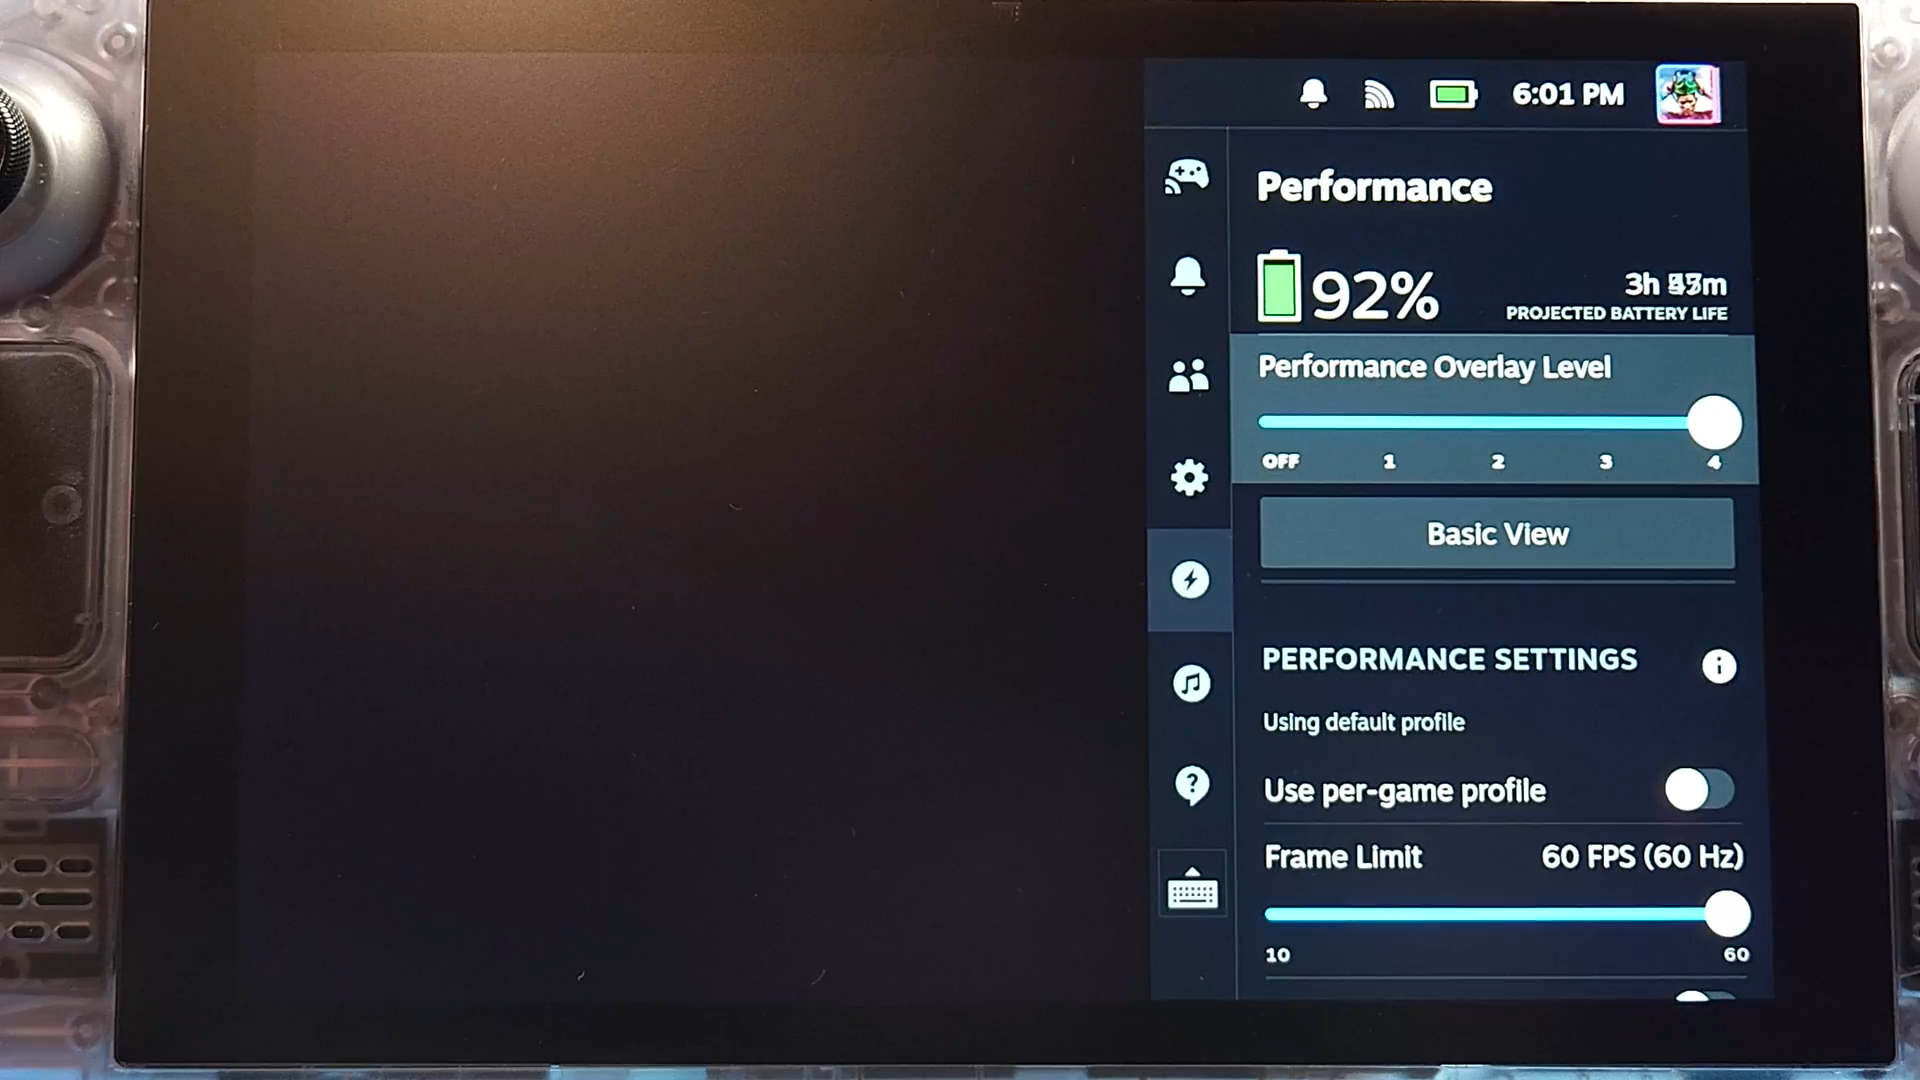 6:01 PM
Performance
92%
3h
PROJECTED BATTERY LIFE
Performance Overlay Level
OFF 1 2 3 4
Basic View
PERFORMANCE SETTINGS
Using default profile
Use per-game profile
Frame Limit 60 FPS (60 Hz)
10 60